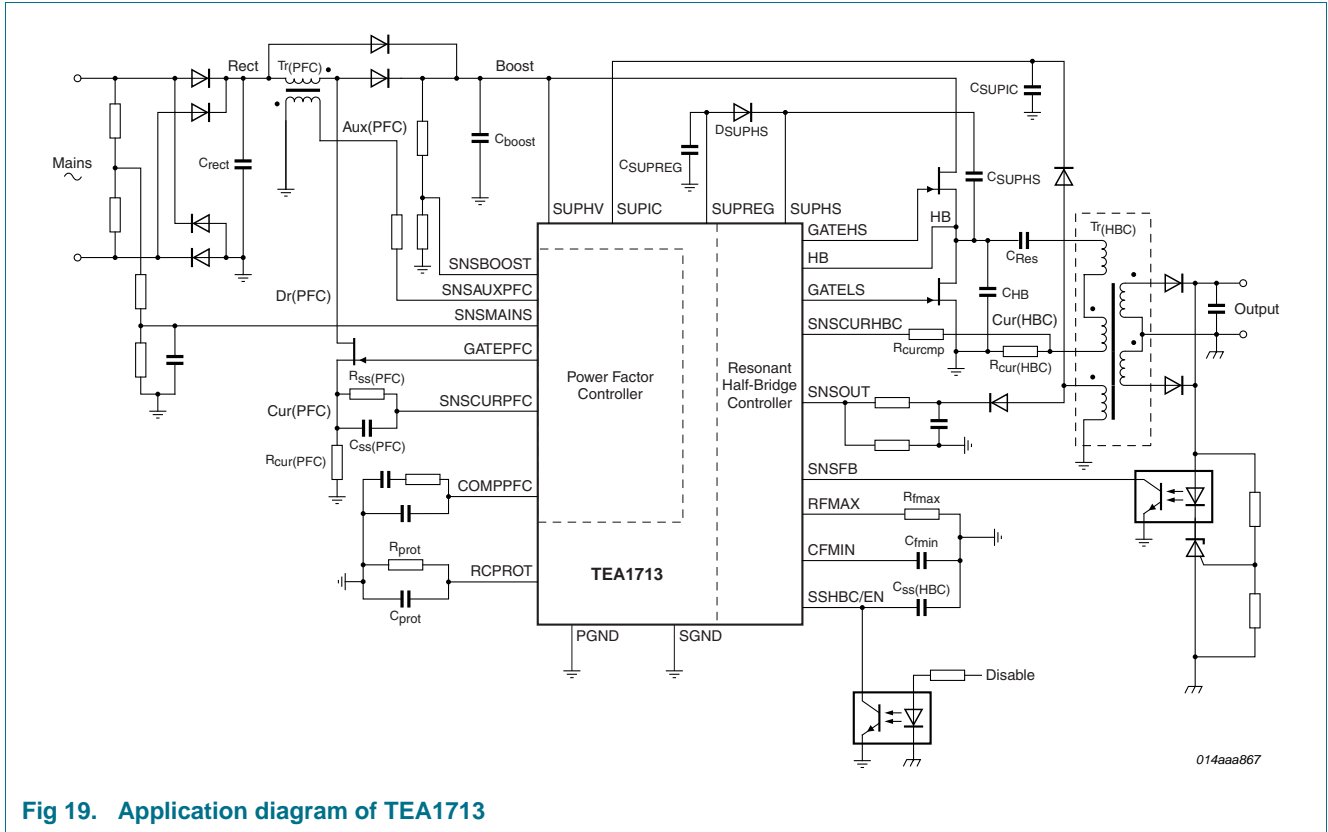 Rect
Tr(PFC)
Boost
CSUPIC
Mains
Crect
Aux(PFC)
Cboost
CSUPREG
DSUPHS
CSUPHS
SUPHV
SUPIC
SUPREG
SUPHS
GATEHS
HB
HB
CRes
Tr(HBC)
SNSBOOST
SNSAUXPFC
SNSMAINS
GATEPFC
SNSCURPFC
COMPPFC
RCPROT
Dr(PFC)
Rss(PFC)
Cur(PFC)
Css(PFC)
Rcur(PFC)
Rprot
Cprot
Power Factor
Controller
Resonant
Half-Bridge
Controller
TEA1713
PGND
SGND
GATELS
CHB
Cur(HBC)
Output
SNSCURHBC
Rcurcmp
Rcur(HBC)
SNSOUT
SNSFB
RFMAX
Rfmax
CFMIN
Cfmin
SSHBC/EN
Css(HBC)
Disable
014aaa867
Fig 19. Application diagram of TEA1713